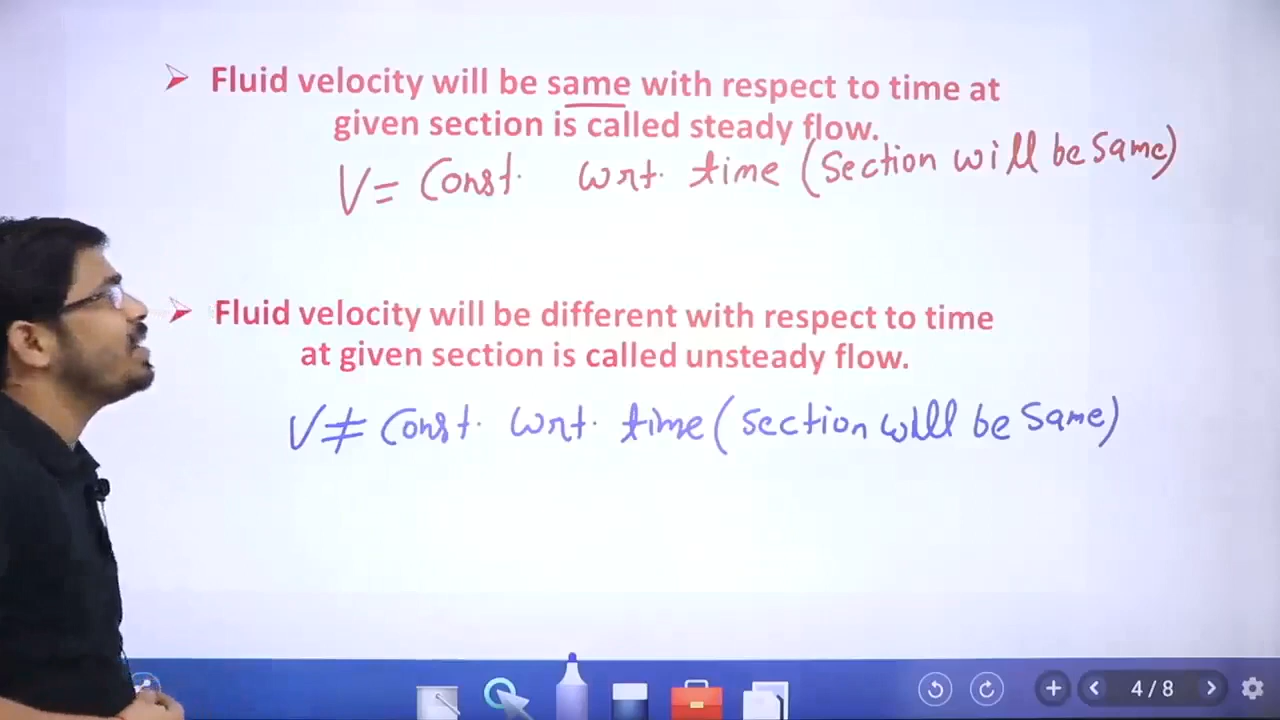 Fluid velocity will be same with respect to time at
given section is called steady flow.
V = Const. wrt. time (Section will be same)
Fluid velocity will be different with respect to time
at given section is called unsteady flow.
V ≠ Const. wrt. time (section will be same)
4 / 8